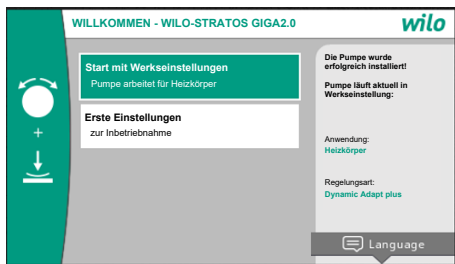 WILLKOMMEN - WILO-STRATOS GIGA2.0
wilo
Start mit Werkseinstellungen
Pumpe arbeitet für Heizkörper
Erste Einstellungen
zur Inbetriebnahme
+
Die Pumpe wurde
erfolgreich installiert!
Pumpe läuft aktuell in
Werkseinstellung:
Anwendung:
Heizkörper
Regelungsart:
Dynamic Adapt plus
Language